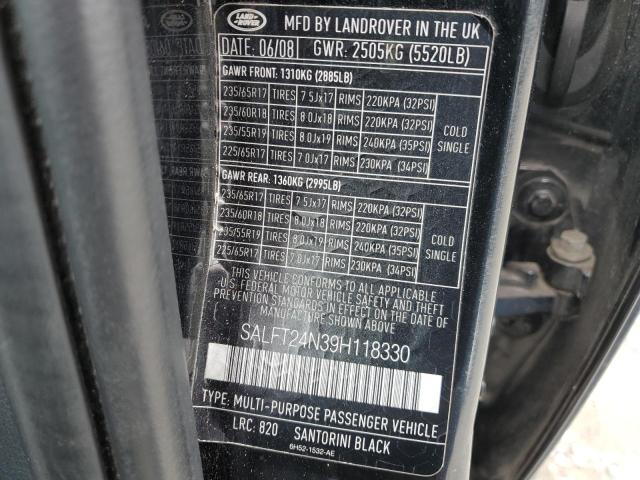 LAND ROVER
MFG BY LANDROVER IN THE UK
DATE: 06/08 GWR: 2505KG (5520LB)
GAWR FRONT: 1310KG (2885LB)
235/65R17 TIRES 7.5Jx17 RIMS 220KPA (32PSI)
235/60R18 TIRES 8.0Jx18 RIMS 220KPA (32PSI)
235/55R19 TIRES 8.0Jx19 RIMS 240KPA (35PSI)
225/65R17 TIRES 7.0Jx17 RIMS 230KPA (34PSI)
COLD
SINGLE
GAWR REAR: 1360KG (2995LB)
235/65R17 TIRES 7.5Jx17 RIMS 220KPA (32PSI)
235/60R18 TIRES 8.0Jx18 RIMS 220KPA (32PSI)
235/55R19 TIRES 8.0Jx19 RIMS 240KPA (35PSI)
225/65R17 TIRES 7.0Jx17 RIMS 230KPA (34PSI)
COLD
SINGLE
THIS VEHICLE CONFORMS TO ALL APPLICABLE
U.S. FEDERAL MOTOR VEHICLE SAFETY AND THEFT
PREVENTION STANDARDS IN EFFECT ON THE DATE OF
MANUFACTURE SHOWN ABOVE
SALFT24N39H118330
TYPE: MULTI-PURPOSE PASSENGER VEHICLE
LRC: 820 SANTORINI BLACK
6H52-1532-AE